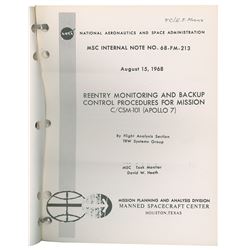 NASA
NATIONAL AERONAUTICS AND SPACE ADMINISTRATION
MSC INTERNAL NOTE NO. 68-FM-213
August 15, 1968
REENTRY MONITORING AND BACKUP
CONTROL PROCEDURES FOR MISSION
C/CSM-101 (APOLLO 7)
By Flight Analysis Section
TRW Systems Group
MSC Task Monitor
David W. Heath
MISSION PLANNING AND ANALYSIS DIVISION
MANNED SPACECRAFT CENTER
HOUSTON, TEXAS